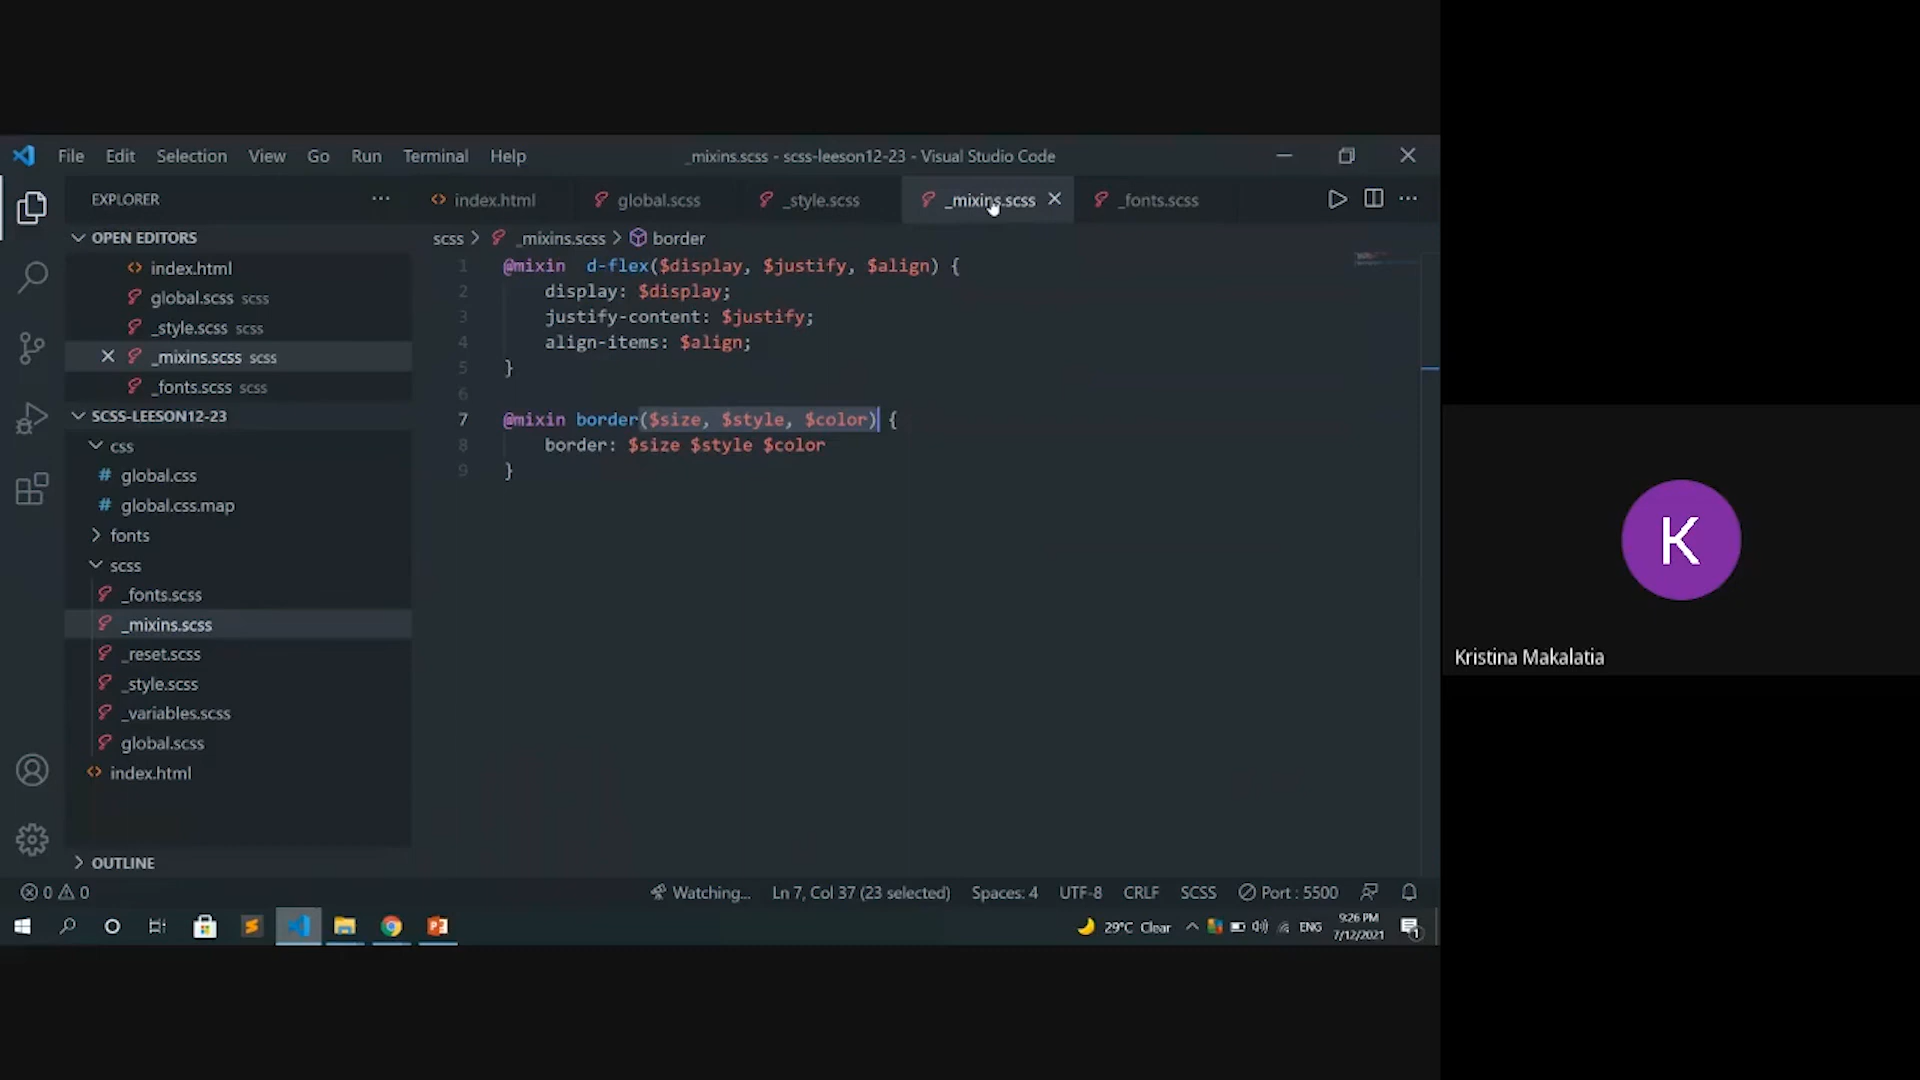 File Edit Selection View Go Run Terminal Help
_mixins.scss - scss-leeson12-23 - Visual Studio Code
EXPLORER
index.html global.scss _style.scss _mixins.scss _fonts.scss
scss > _mixins.scss > border
OPEN EDITORS
index.html
global.scss scss
_style.scss scss
_mixins.scss scss
_fonts.scss scss
SCSS-LEESON12-23
css
global.css
global.css.map
fonts
scss
_fonts.scss
_mixins.scss
_reset.scss
_style.scss
_variables.scss
global.scss
index.html
OUTLINE
1 @mixin  d-flex($display, $justify, $align) {
2 display: $display;
3 justify-content: $justify;
4 align-items: $align;
5 }
6
7 @mixin border($size, $style, $color) {
8 border: $size $style $color
9 }
0 0
Watching... Ln 7, Col 37 (23 selected) Spaces: 4 UTF-8 CRLF SCSS Port : 5500
29°C Clear ENG 9:26 PM
7/12/2021
1
K
Kristina Makalatia